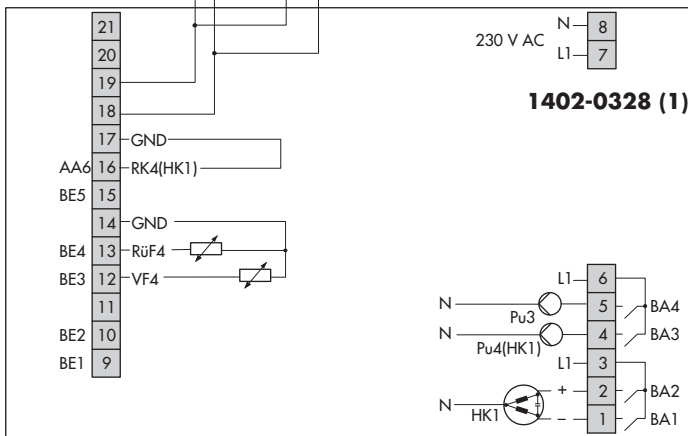 21
20
19
18
17 GND
AA6 16 RK4(HK1)
BE5 15
14 GND
BE4 13 RüF4
BE3 12 VF4
11
BE2 10
BE1 9
N 8
230 V AC
L1 7
1402-0328 (1)
L1 6
N Pu3 5 BA4
N Pu4(HK1) 4 BA3
L1 3
+ 2 BA2
N HK1 − 1 BA1